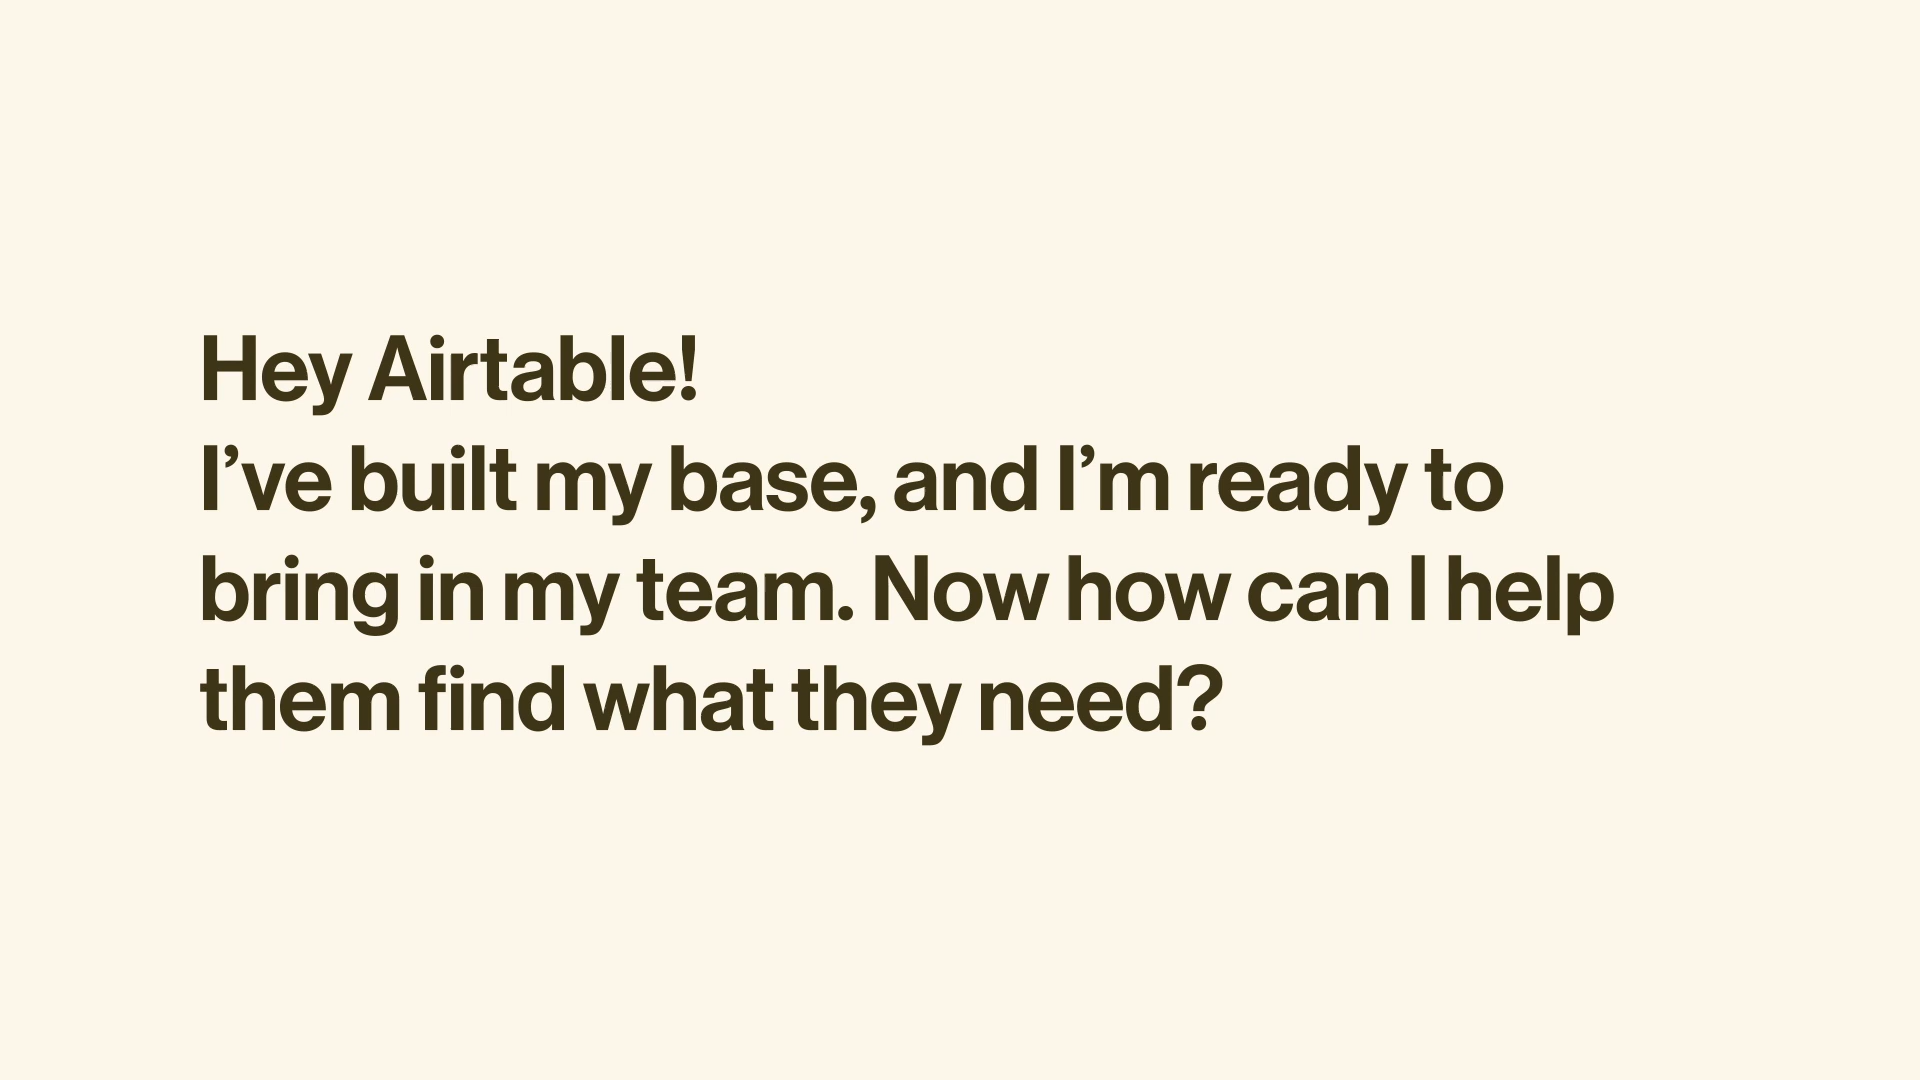 Hey Airtable!
I’ve built my base, and I’m ready to
bring in my team. Now how can I help
them find what they need?